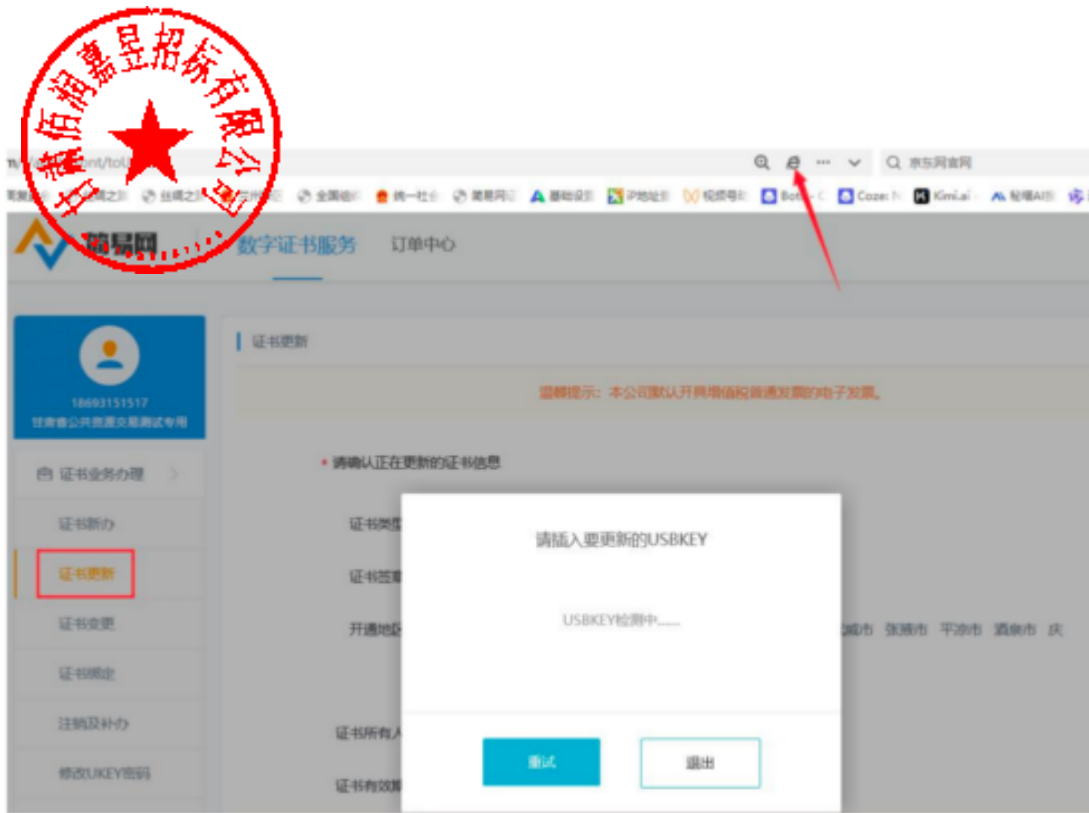 甘肃佰润嘉昱招标有限公司
京东网官网
数字证书服务 订单中心
证书更新
18693151517
甘肃省公共资源交易测试专用
温馨提示：本公司默认开具增值税普通发票的电子发票。
证书业务办理
* 请确认正在更新的证书信息
证书新办
证书类型
请插入要更新的USBKEY
证书更新
证书签章
USBKEY检测中......
证书变更
开通地区
张掖市 平凉市 酒泉市 庆
证书绑定
注销及补办
证书所有人
修改UKEY密码
重试 退出
证书有效期